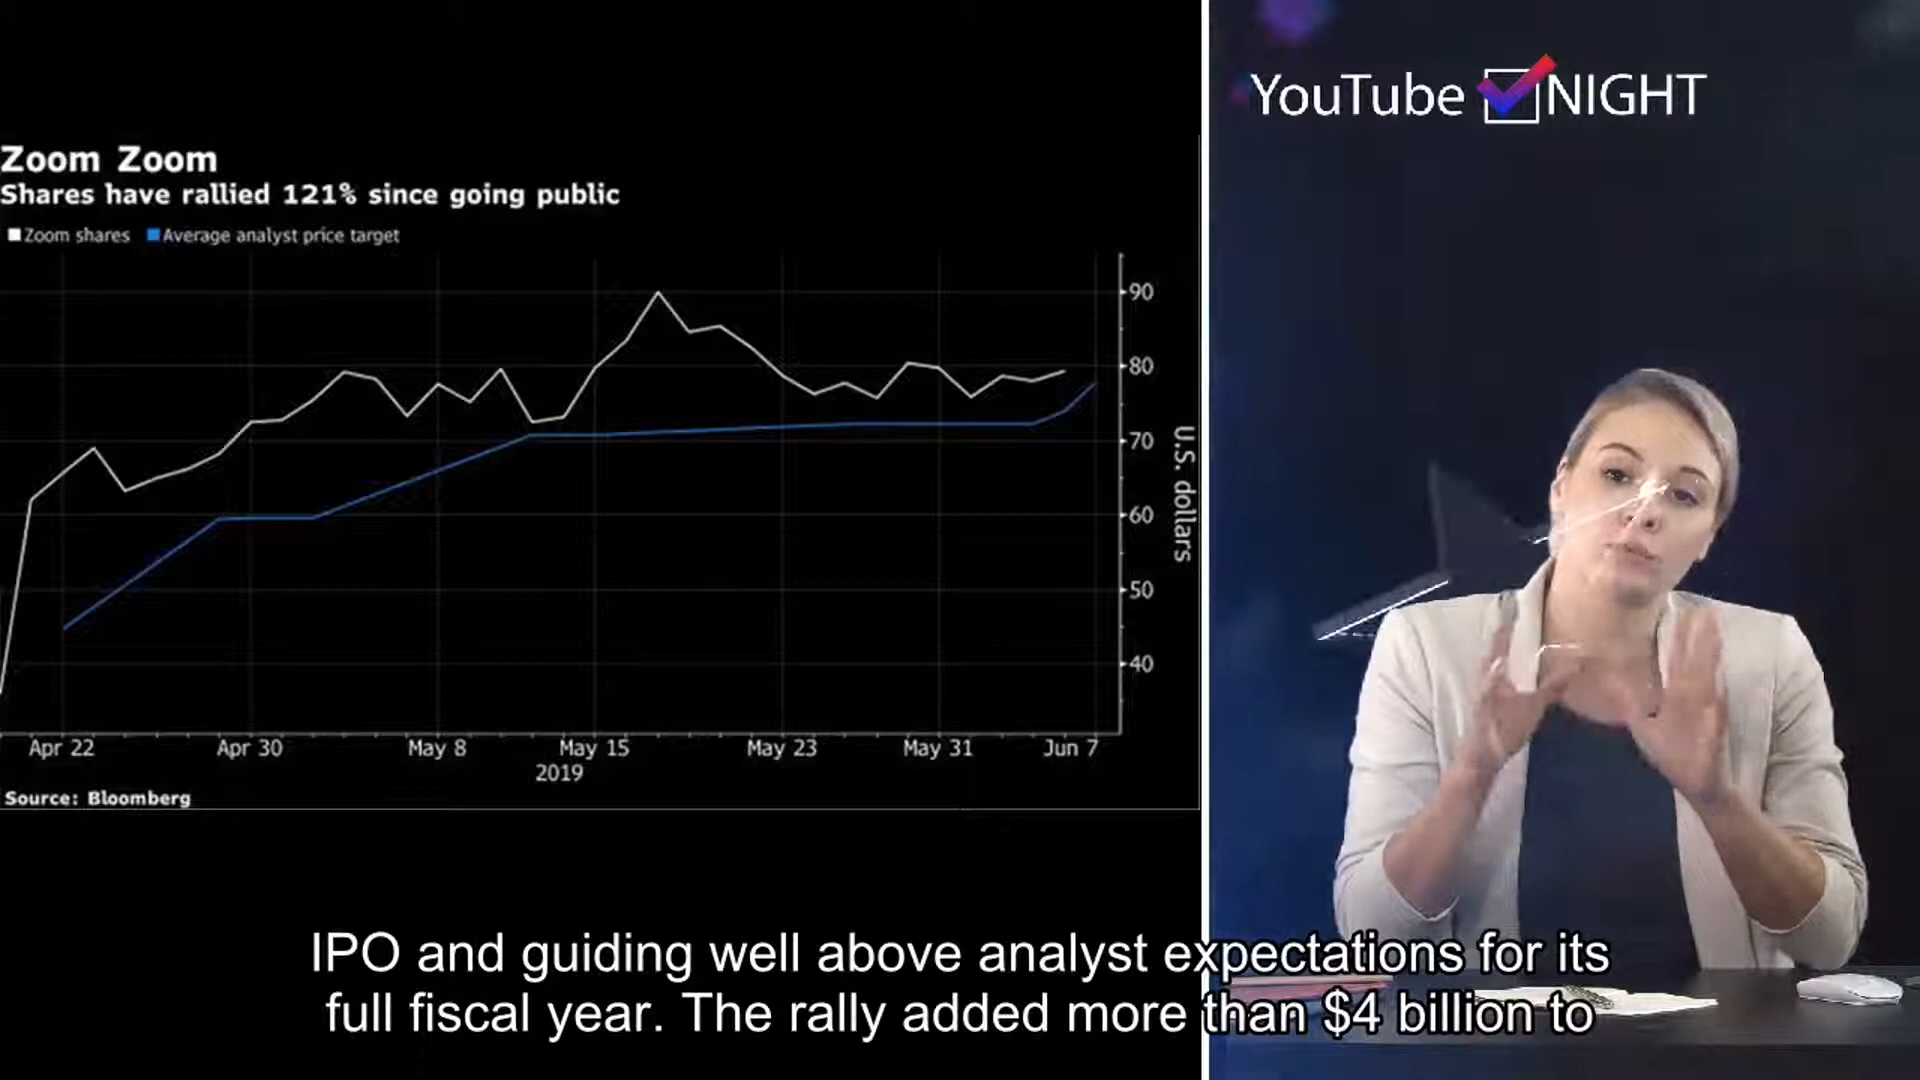 YouTube NIGHT
Zoom Zoom
Shares have rallied 121% since going public
Zoom shares Average analyst price target
90
80
70
60
50
40
U.S. dollars
Apr 22 Apr 30 May 8 May 15 May 23 May 31 Jun 7
2019
Source: Bloomberg
IPO and guiding well above analyst expectations for its
full fiscal year. The rally added more than $4 billion to